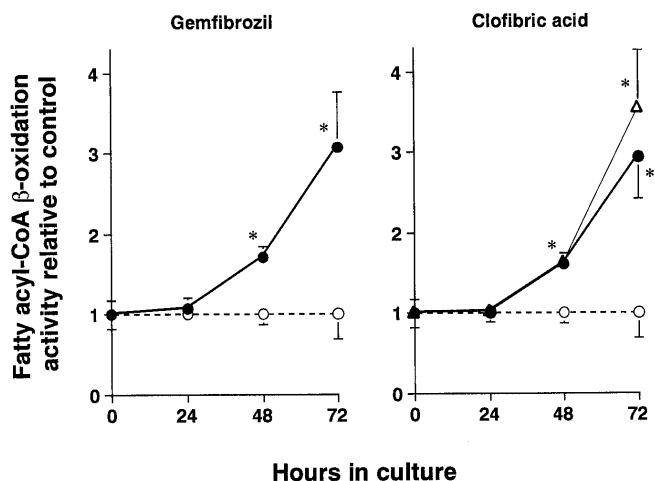 Gemfibrozil
Clofibric acid
Fatty acyl-CoA β-oxidation
activity relative to control
4
3
2
1
0
*
*
0 24 48 72
4
3
2
1
0
*
*
*
0 24 48 72
Hours in culture